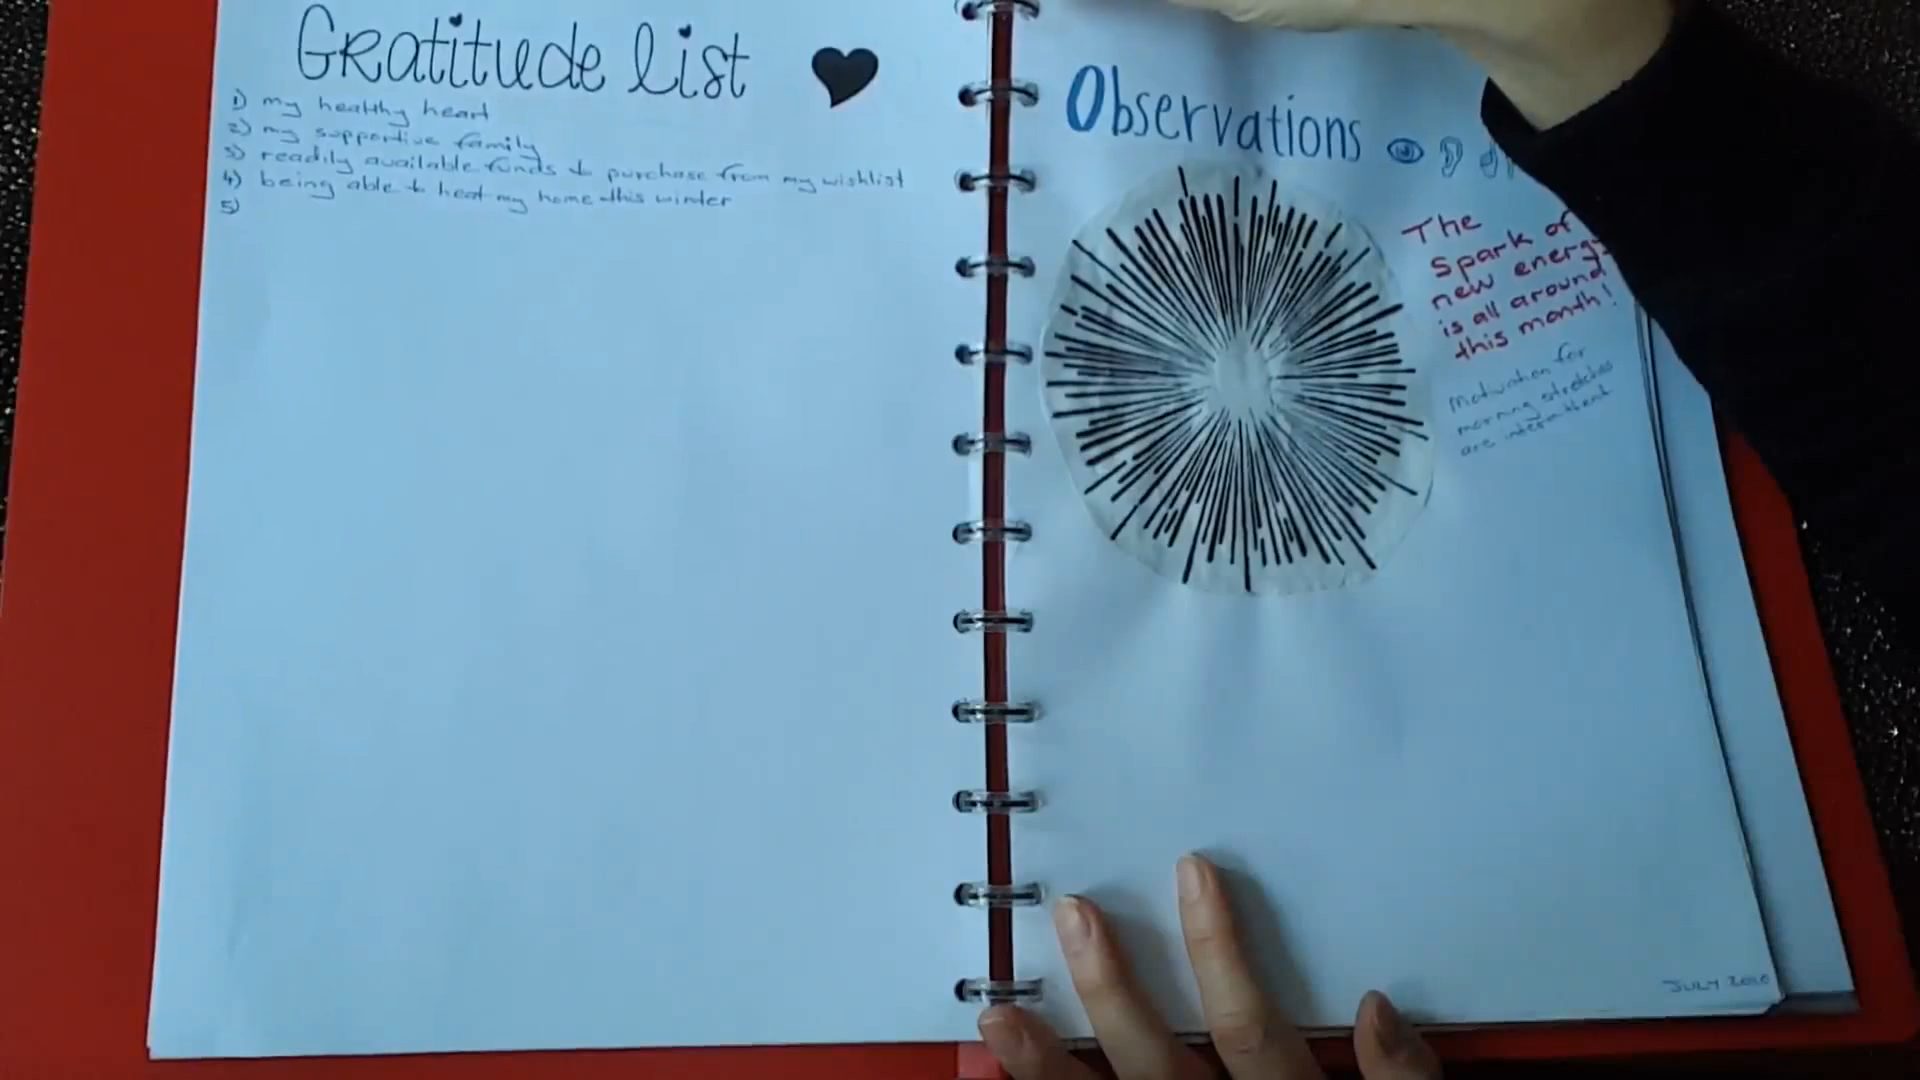 Gratitude list
1) my healthy heart
2) my supportive family
3) readily available funds to purchase from my wishlist
4) being able to heat my home this winter
5)
Observations
The
spark of
new energy
is all around
this month!
Motivation for
morning stretches
are intermittent
JULY 2020